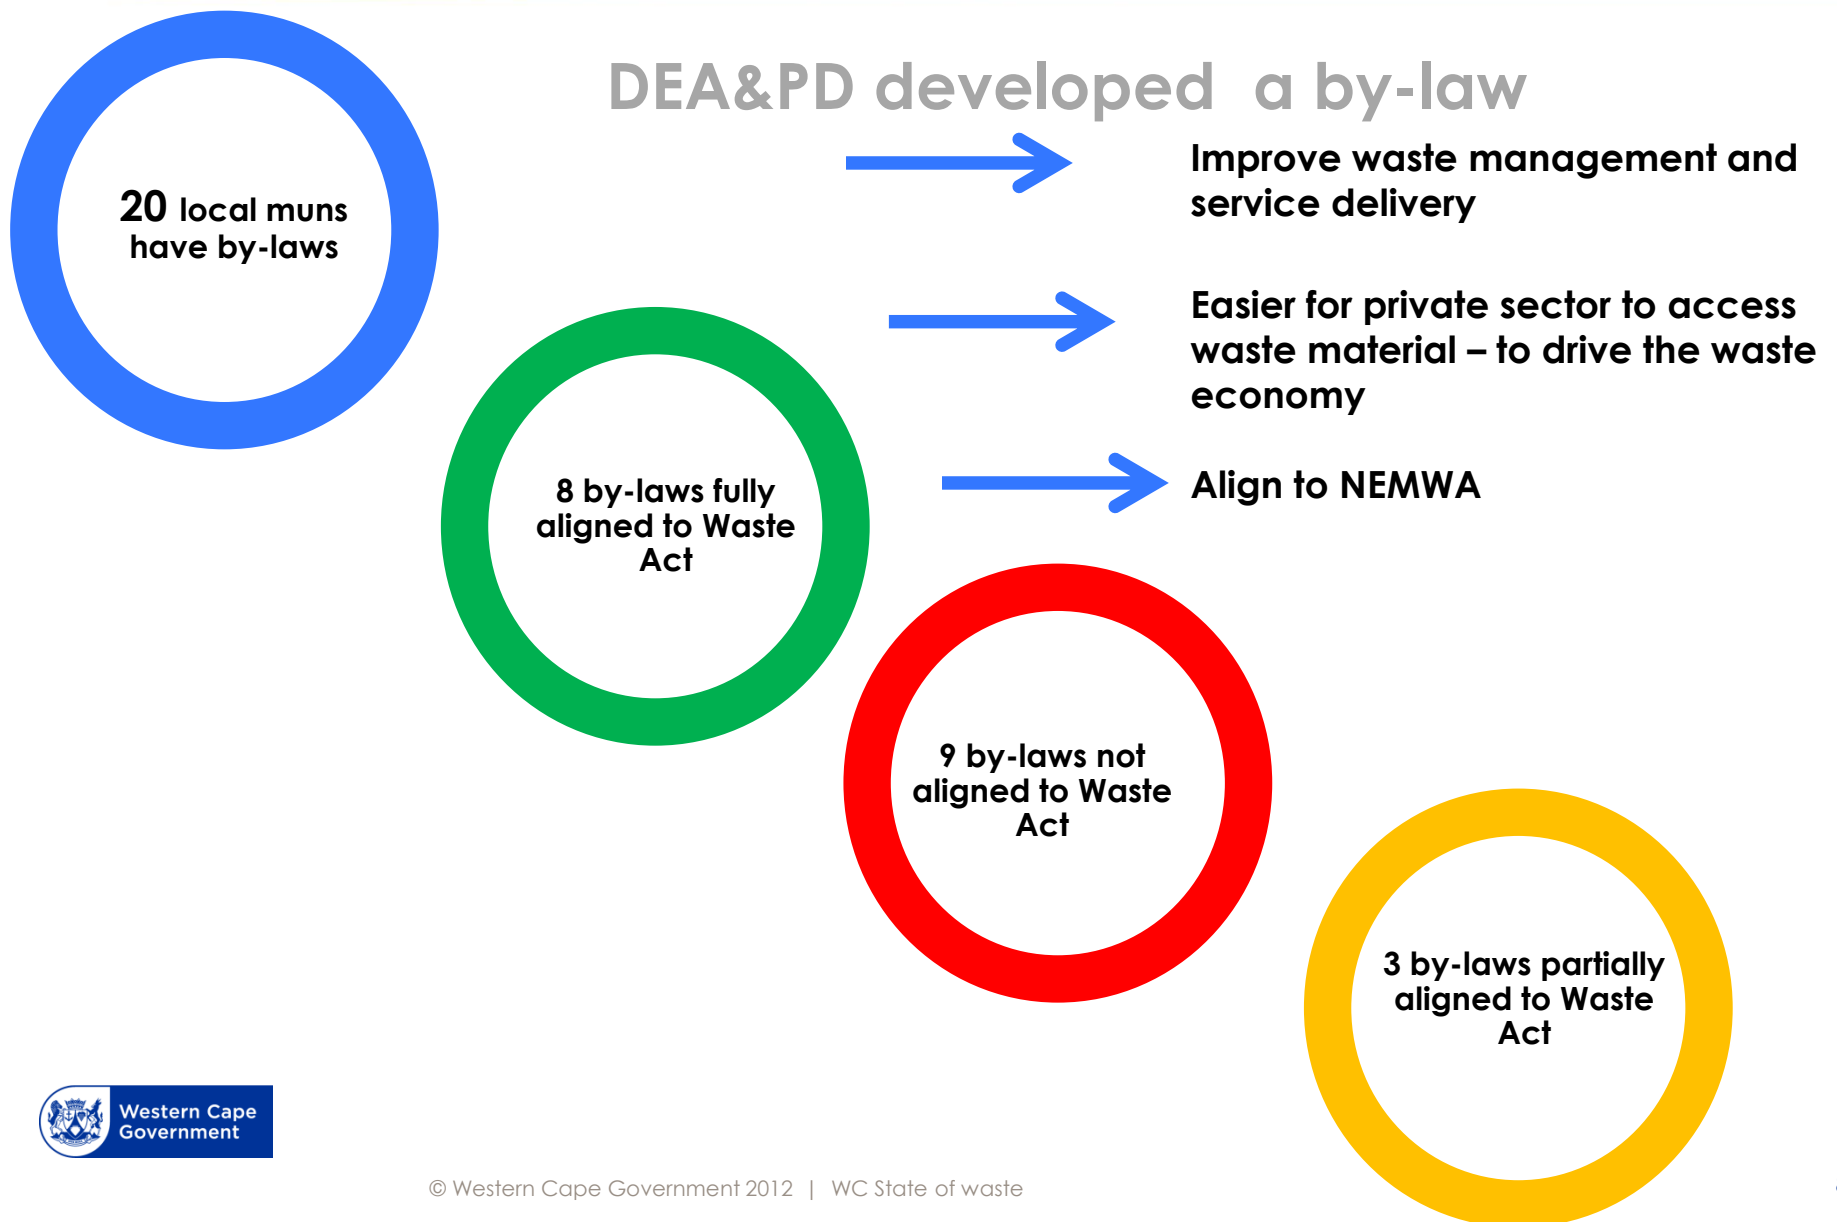 DEA&PD developed a by-law
20 local muns
have by-laws
Improve waste management and
service delivery
Easier for private sector to access
waste material – to drive the waste
economy
Align to NEMWA
8 by-laws fully
aligned to Waste
Act
9 by-laws not
aligned to Waste
Act
3 by-laws partially
aligned to Waste
Act
Western Cape
Government
© Western Cape Government 2012 | WC State of waste